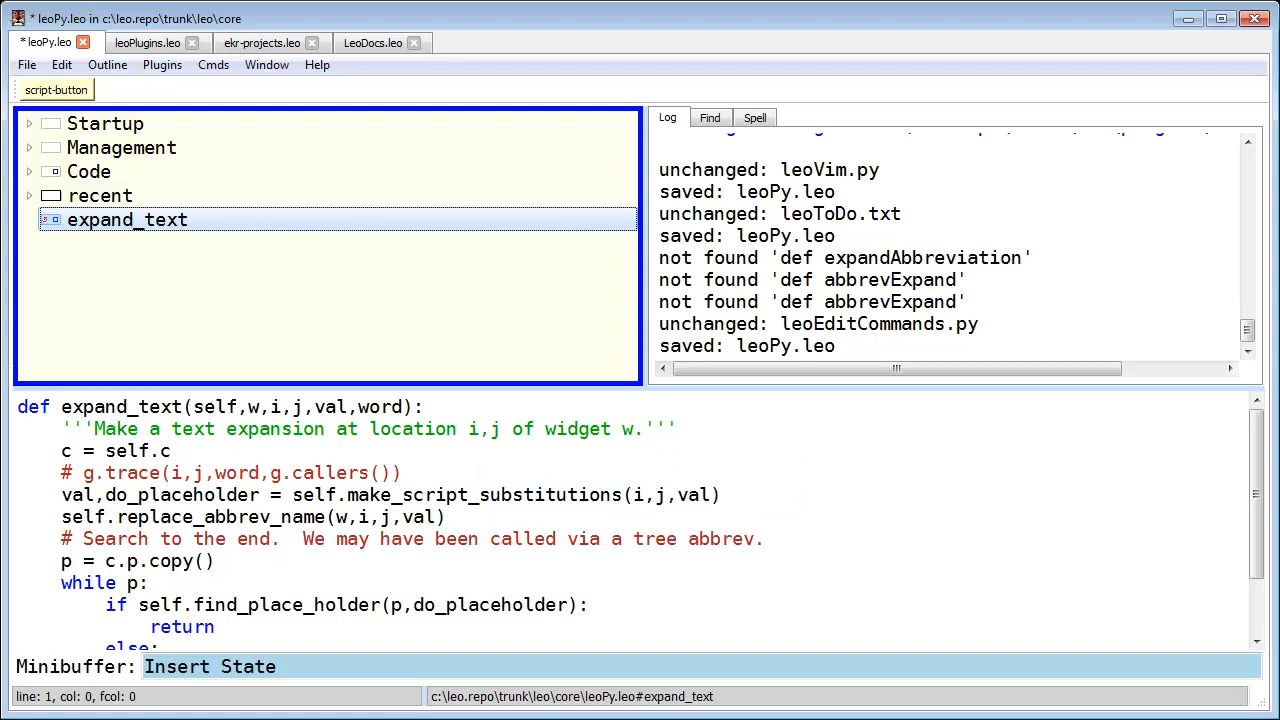 * leoPy.leo in c:\leo.repo\trunk\leo\core
* leoPy.leo
leoPlugins.leo
ekr-projects.leo
LeoDocs.leo
File Edit Outline Plugins Cmds Window Help
script-button
Startup
Management
Code
recent
expand_text
Log Find Spell
unchanged: leoVim.py
saved: leoPy.leo
unchanged: leoToDo.txt
saved: leoPy.leo
not found 'def expandAbbreviation'
not found 'def abbrevExpand'
not found 'def abbrevExpand'
unchanged: leoEditCommands.py
saved: leoPy.leo
def expand_text(self,w,i,j,val,word):
'''Make a text expansion at location i,j of widget w.'''
c = self.c
# g.trace(i,j,word,g.callers())
val,do_placeholder = self.make_script_substitutions(i,j,val)
self.replace_abbrev_name(w,i,j,val)
# Search to the end.  We may have been called via a tree abbrev.
p = c.p.copy()
while p:
if self.find_place_holder(p,do_placeholder):
return
else:
Minibuffer: Insert State
line: 1, col: 0, fcol: 0
c:\leo.repo\trunk\leo\core\leoPy.leo#expand_text